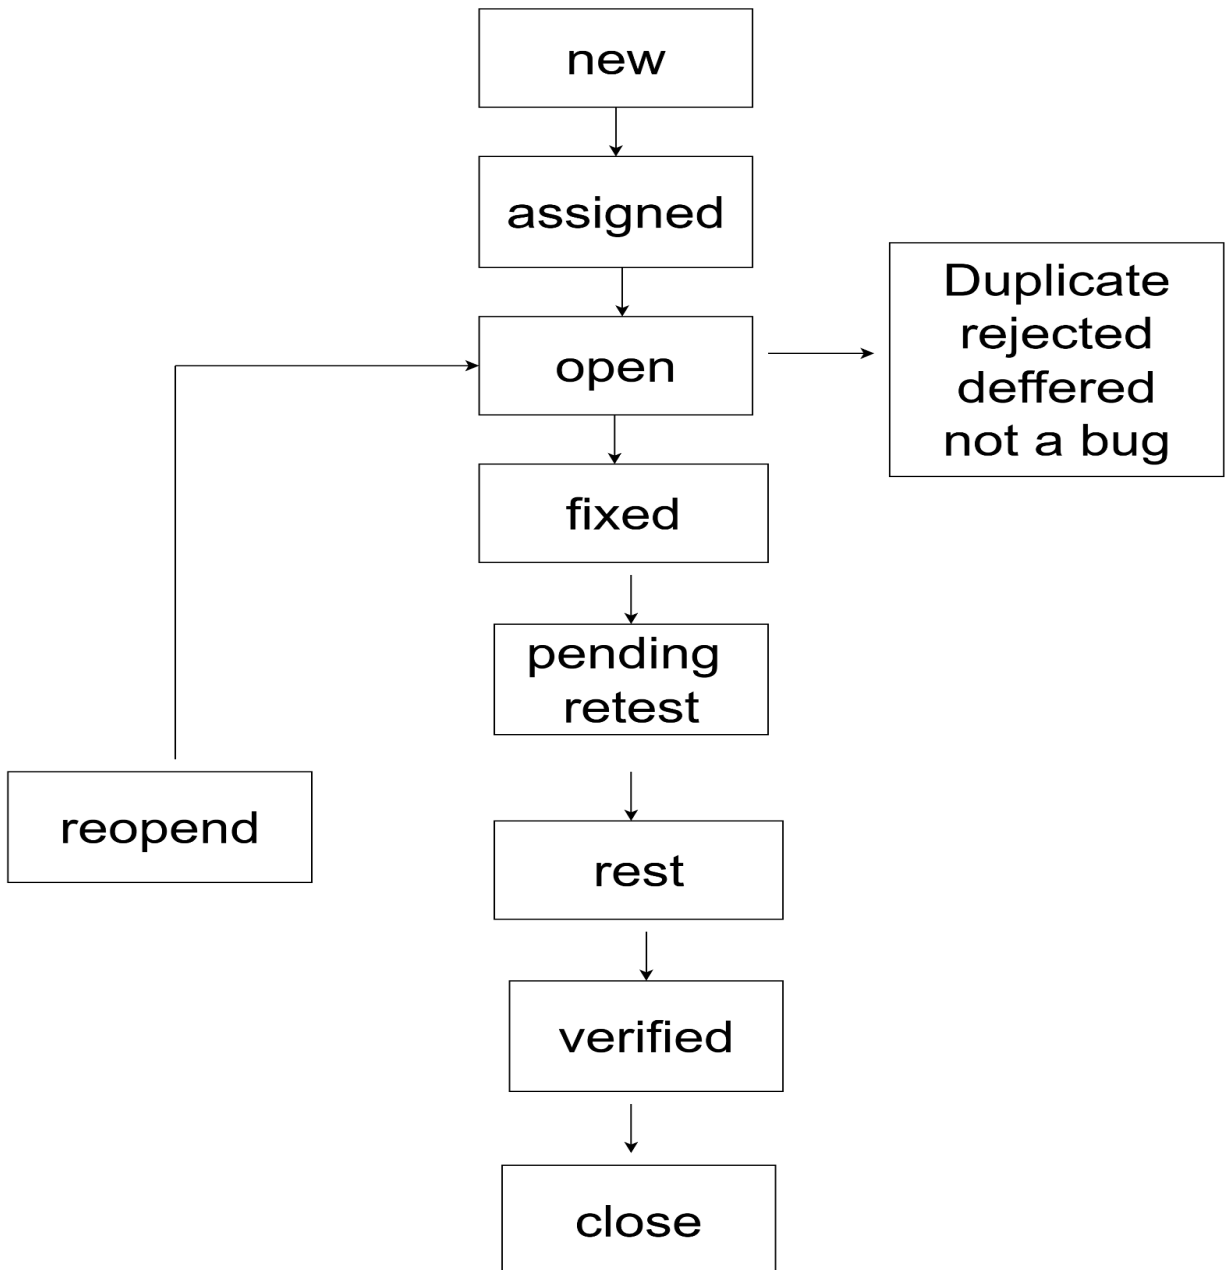 new
assigned
Duplicate
rejected
deffered
not a bug
open
fixed
pending
retest
reopend
rest
verified
close